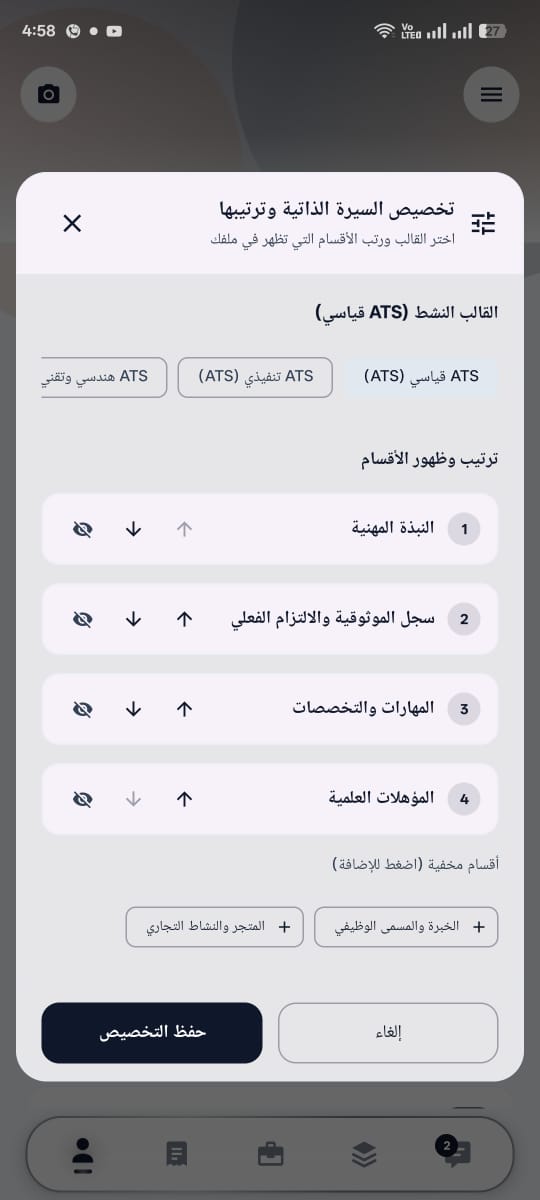 4:58
Vo
LTE
27
تخصيص السيرة الذاتية وترتيبها
اختر القالب ورتب الأقسام التي تظهر في ملفك
القالب النشط (ATS قياسي)
ATS قياسي (ATS)
ATS تنفيذي (ATS)
ATS هندسي وتقني
ترتيب وظهور الأقسام
1 النبذة المهنية
2 سجل الموثوقية والالتزام الفعلي
3 المهارات والتخصصات
4 المؤهلات العلمية
أقسام مخفية (اضغط للإضافة)
+ الخبرة والمسمى الوظيفي
+ المتجر والنشاط التجاري
إلغاء
حفظ التخصيص
2